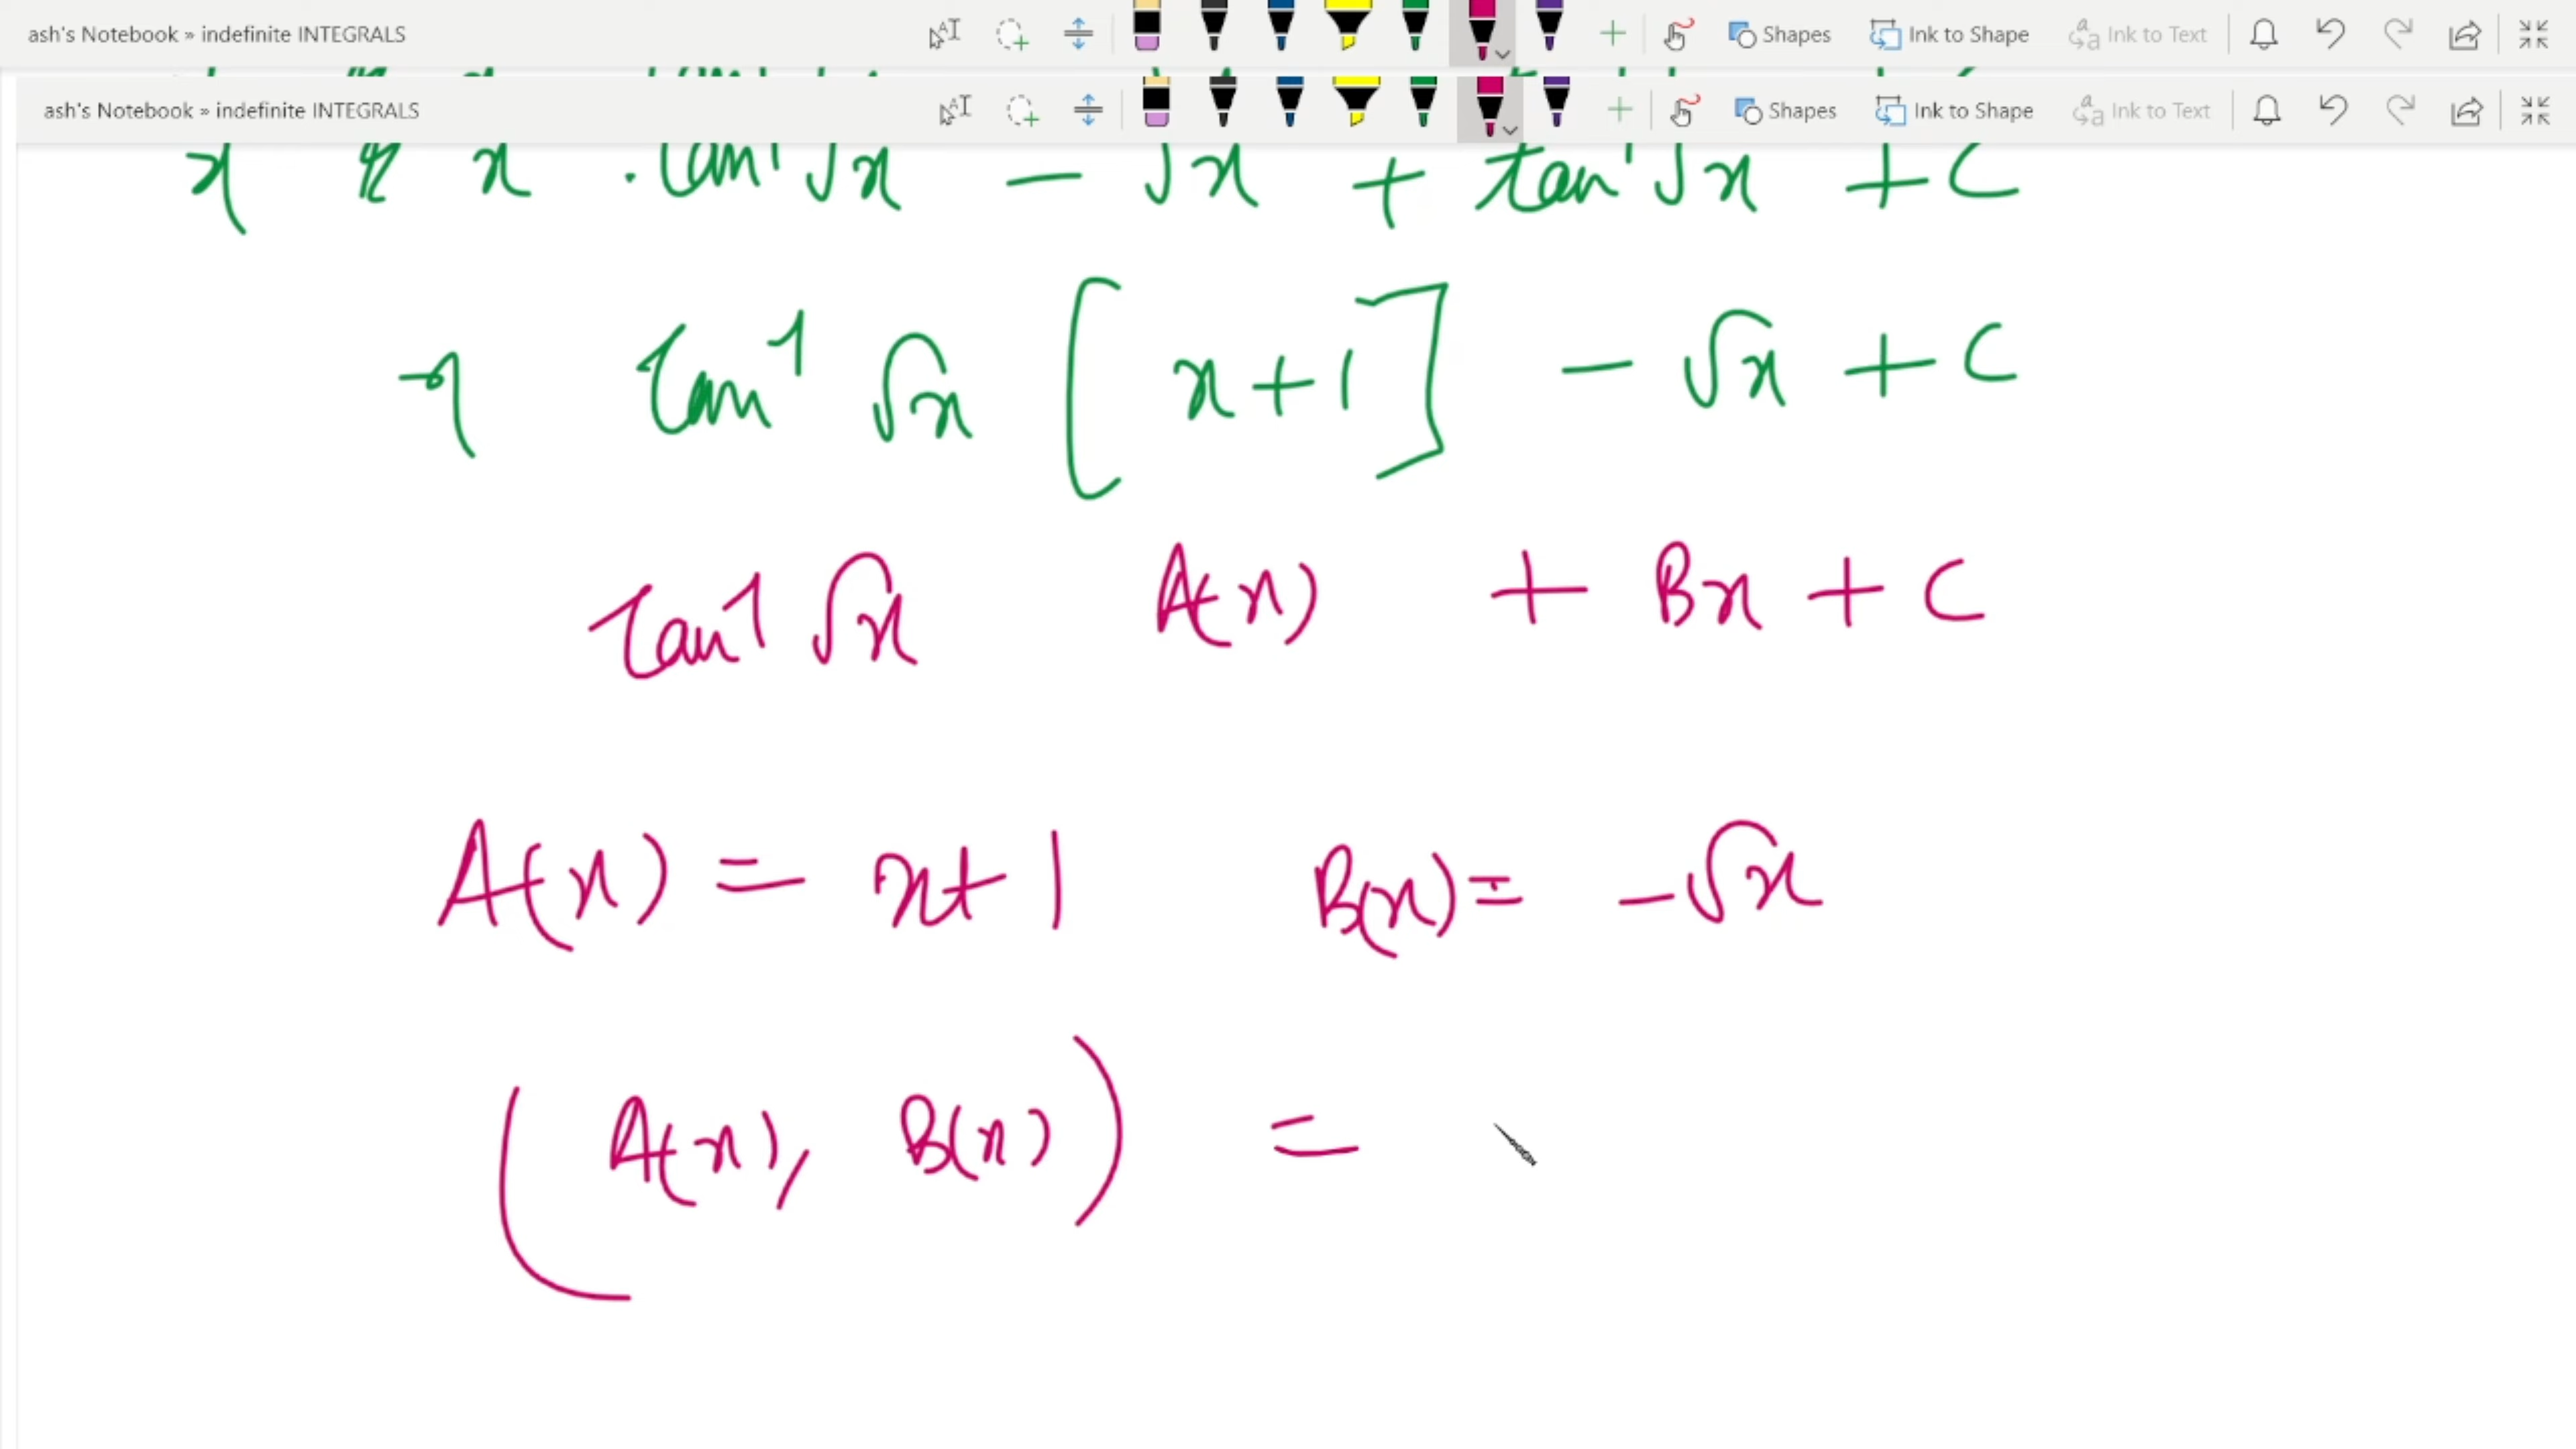 ash's Notebook » indefinite INTEGRALS Shapes Ink to Shape Ink to Text
ash's Notebook » indefinite INTEGRALS Shapes Ink to Shape Ink to Text
x . tan⁻¹ √x − √x + tan⁻¹ √x + C
tan⁻¹ √x [ x+1 ] − √x + C
tan⁻¹ √x A(x) + Bx + C
A(x) = x+1 B(x) = −√x
( A(x), B(x) ) =